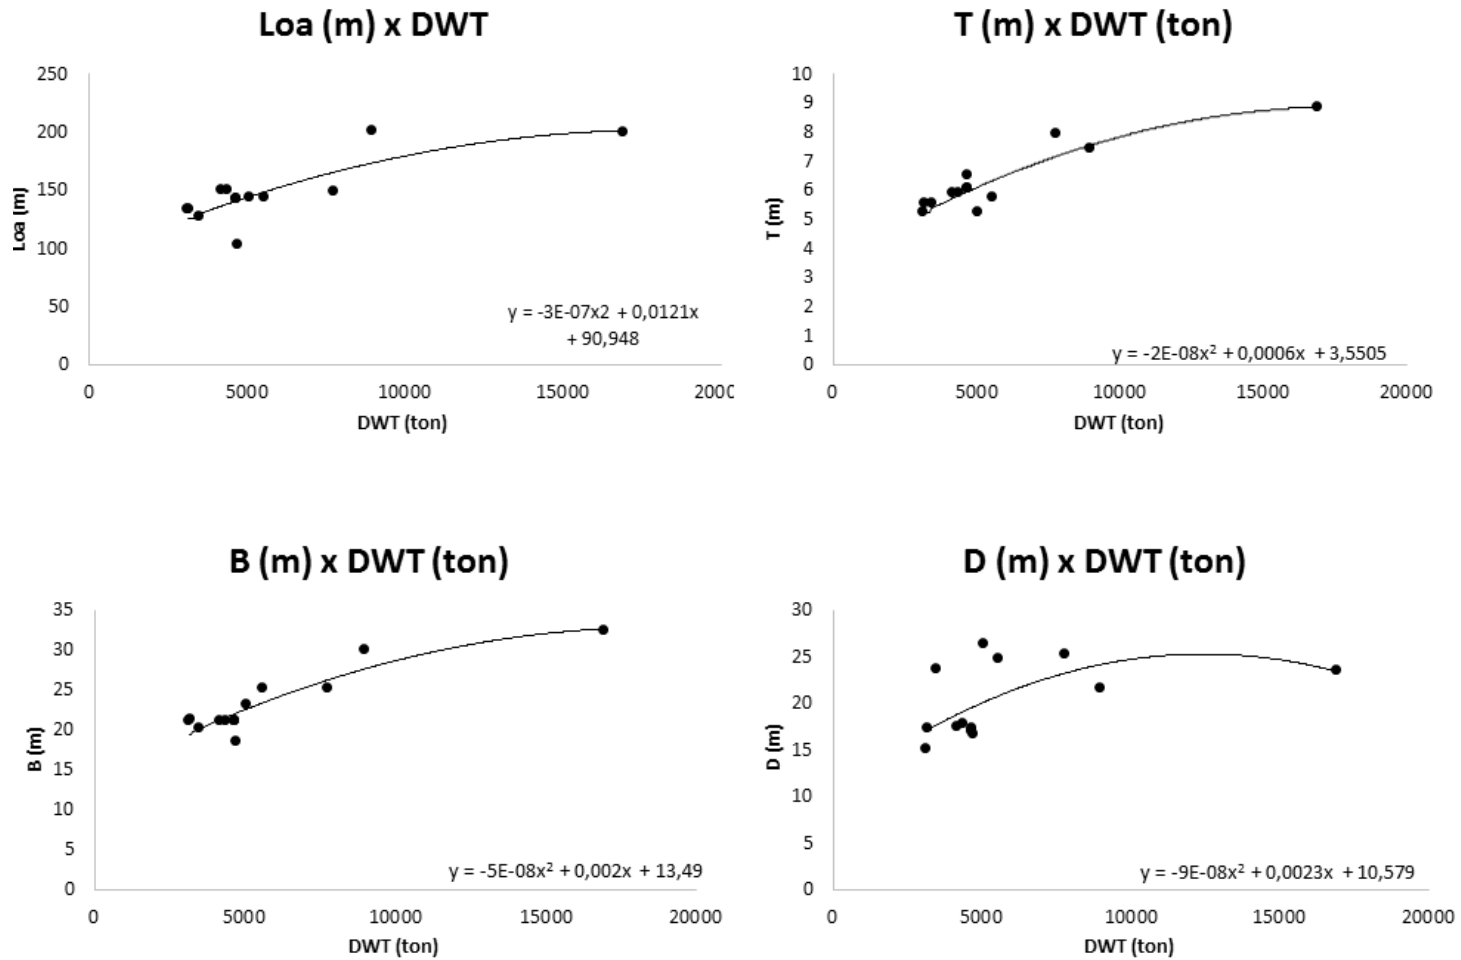 Loa (m) x DWT
250
200
150
100
50
0
Loa (m)
y = -3E-07x2 + 0,0121x
+ 90,948
0 5000 10000 15000 2000
DWT (ton)
T (m) x DWT (ton)
10
9
8
7
6
5
4
3
2
1
0
T (m)
y = -2E-08x² + 0,0006x + 3,5505
0 5000 10000 15000 20000
DWT (ton)
B (m) x DWT (ton)
35
30
25
20
15
10
5
0
B (m)
y = -5E-08x² + 0,002x + 13,49
0 5000 10000 15000 20000
DWT (ton)
D (m) x DWT (ton)
30
25
20
15
10
5
0
D (m)
y = -9E-08x² + 0,0023x + 10,579
0 5000 10000 15000 20000
DWT (ton)